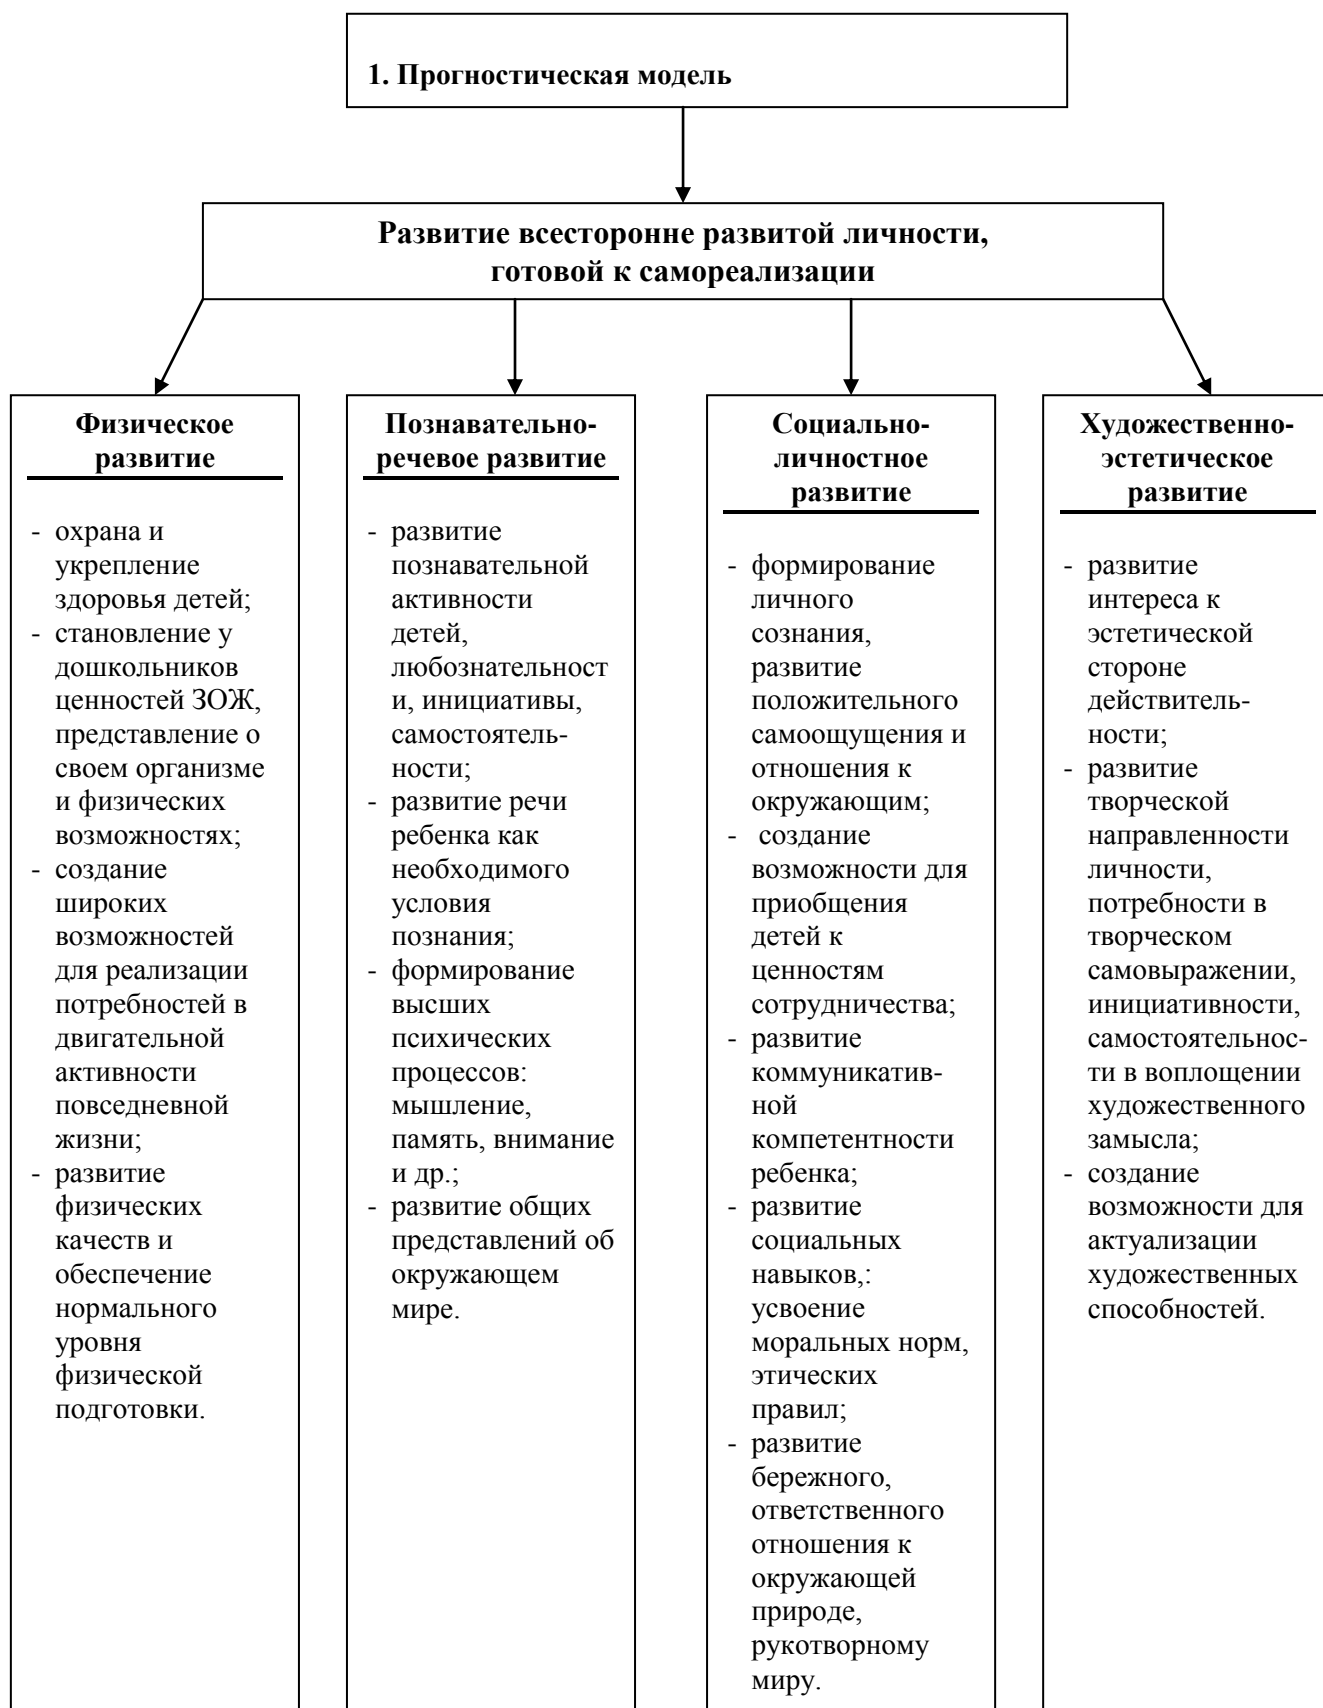 1. Прогностическая модель
Развитие всесторонне развитой личности,
готовой к самореализации
Физическое
развитие
- охрана и
укрепление
здоровья детей;
- становление у
дошкольников
ценностей ЗОЖ,
представление о
своем организме
и физических
возможностях;
- создание
широких
возможностей
для реализации
потребностей в
двигательной
активности
повседневной
жизни;
- развитие
физических
качеств и
обеспечение
нормального
уровня
физической
подготовки.
Познавательно-
речевое развитие
- развитие
познавательной
активности
детей,
любознательност
и, инициативы,
самостоятель-
ности;
- развитие речи
ребенка как
необходимого
условия
познания;
- формирование
высших
психических
процессов:
мышление,
память, внимание
и др.;
- развитие общих
представлений об
окружающем
мире.
Социально-
личностное
развитие
- формирование
личного
сознания,
развитие
положительного
самоощущения и
отношения к
окружающим;
- создание
возможности для
приобщения
детей к
ценностям
сотрудничества;
- развитие
коммуникатив-
ной
компетентности
ребенка;
- развитие
социальных
навыков,:
усвоение
моральных норм,
этических
правил;
- развитие
бережного,
ответственного
отношения к
окружающей
природе,
рукотворному
миру.
Художественно-
эстетическое
развитие
- развитие
интереса к
эстетической
стороне
действитель-
ности;
- развитие
творческой
направленности
личности,
потребности в
творческом
самовыражении,
инициативности,
самостоятельнос-
ти в воплощении
художественного
замысла;
- создание
возможности для
актуализации
художественных
способностей.